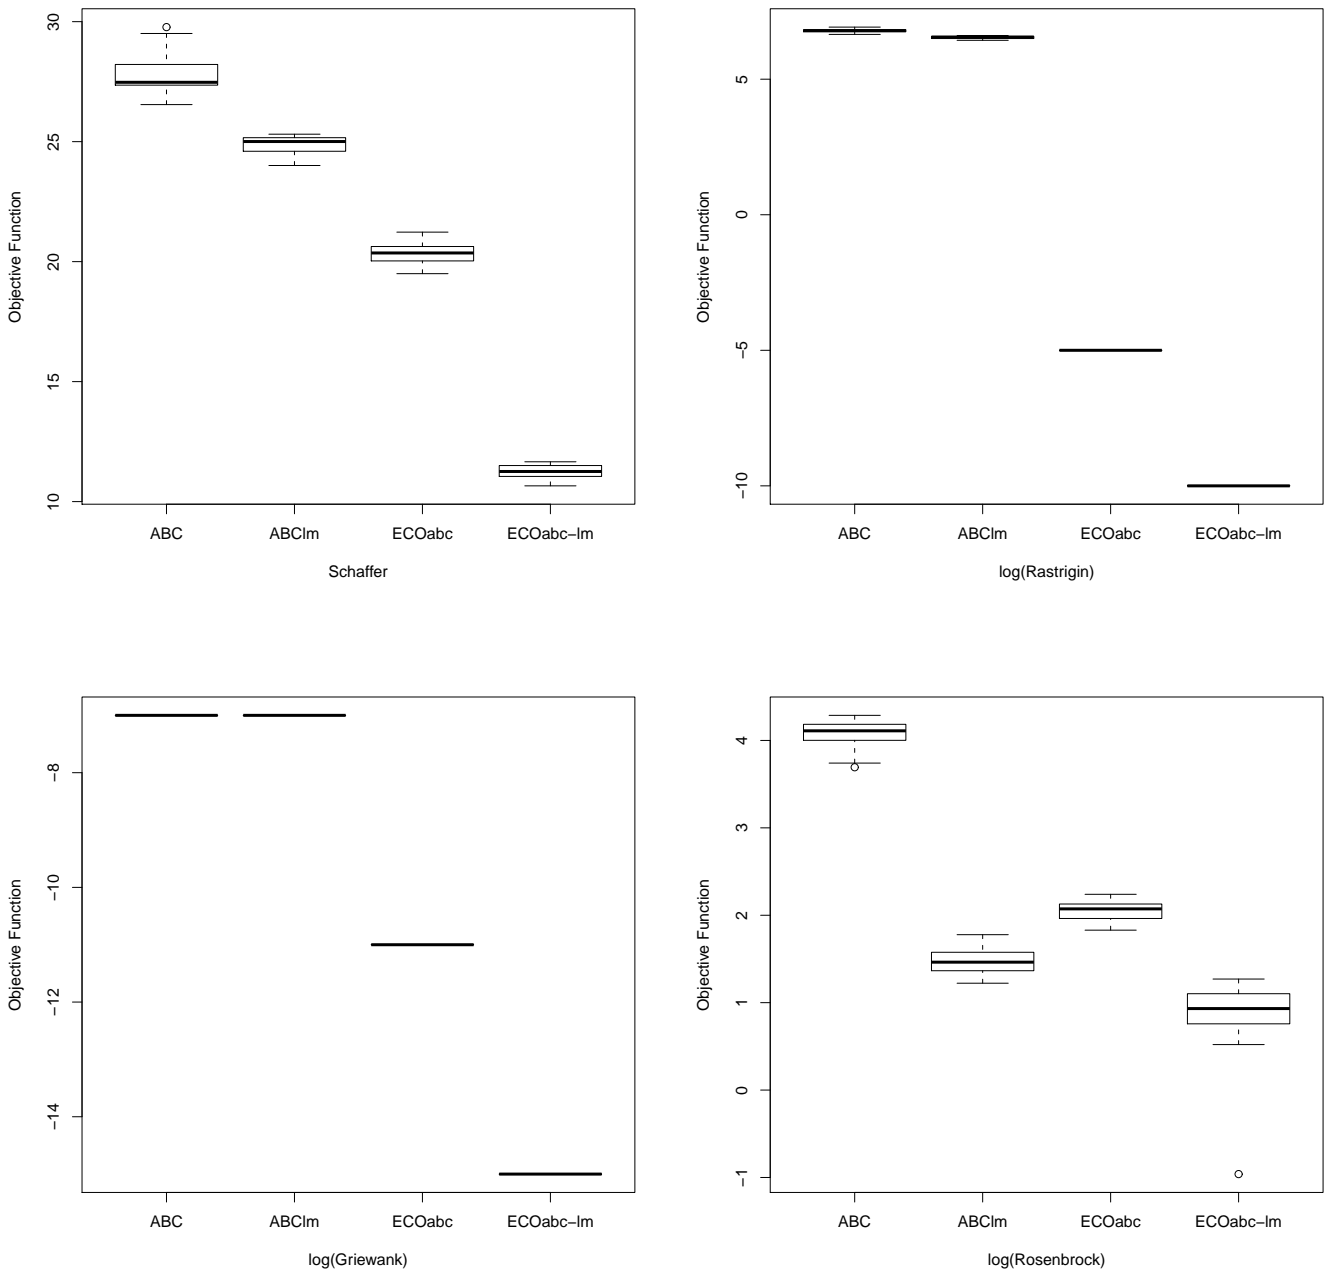 30
25
20
15
10
Objective Function
ABC ABClm ECOabc ECOabc−lm
Schaffer
5
0
−5
−10
Objective Function
ABC ABClm ECOabc ECOabc−lm
log(Rastrigin)
−8
−10
−12
−14
Objective Function
ABC ABClm ECOabc ECOabc−lm
log(Griewank)
4
3
2
1
0
−1
Objective Function
ABC ABClm ECOabc ECOabc−lm
log(Rosenbrock)